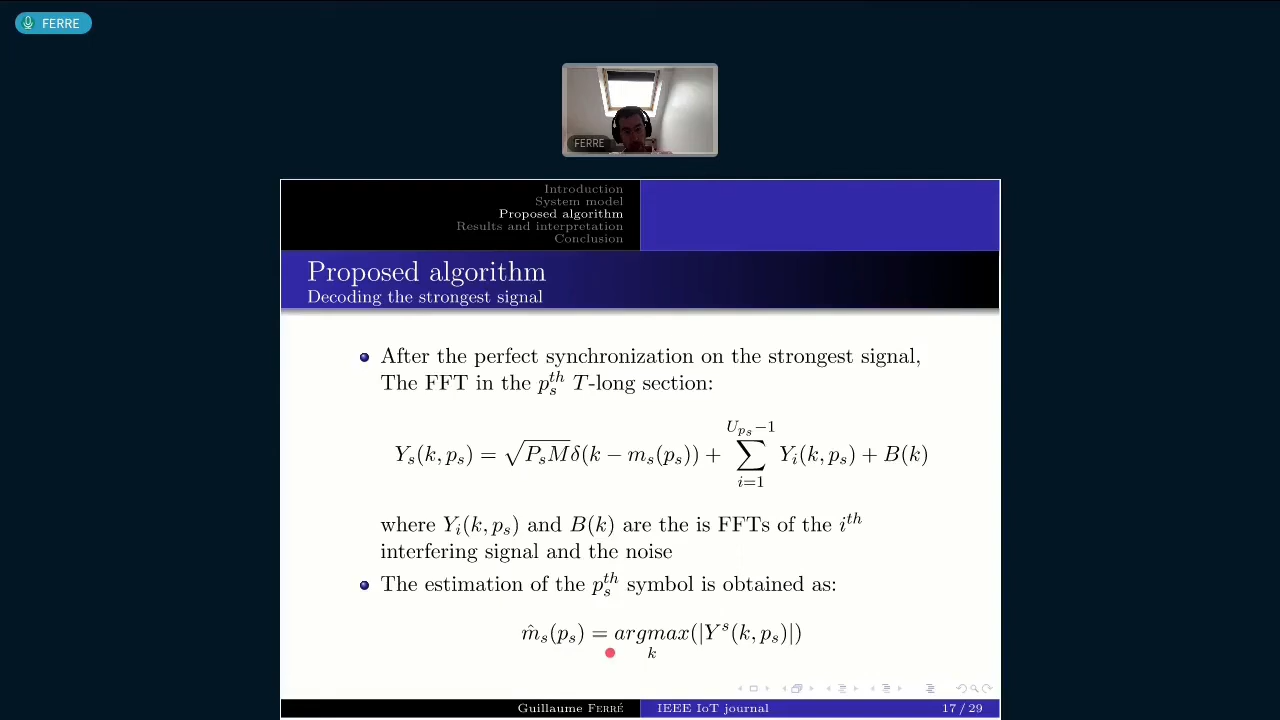 FERRE
FERRE
Introduction
System model
Proposed algorithm
Results and interpretation
Conclusion
Proposed algorithm
Decoding the strongest signal
After the perfect synchronization on the strongest signal,
The FFT in the $p_s^{th}$ $T$-long section:
$Y_s(k, p_s) = \sqrt{P_s M}\delta(k - m_s(p_s)) + \sum_{i=1}^{U_{p_s}-1} Y_i(k, p_s) + B(k)$
where $Y_i(k, p_s)$ and $B(k)$ are the is FFTs of the $i^{th}$
interfering signal and the noise
The estimation of the $p_s^{th}$ symbol is obtained as:
$\hat{m}_s(p_s) = \underset{k}{argmax}(|Y^s(k, p_s)|)$
Guillaume FERRÉ IEEE IoT journal 17 / 29